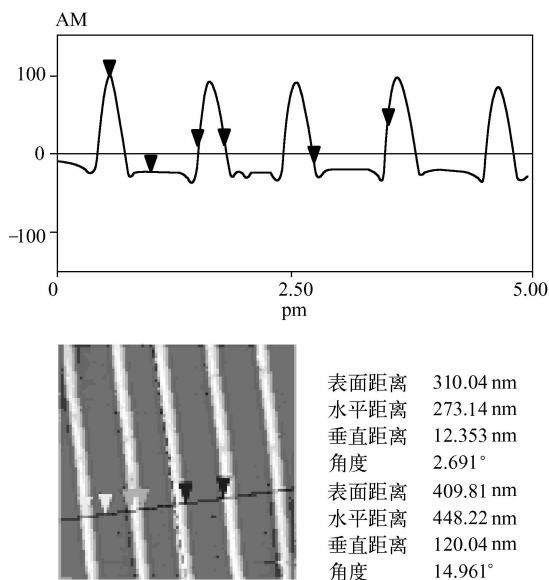 AM
100
0
-100
0 2.50 5.00
pm
表面距离 310.04 nm
水平距离 273.14 nm
垂直距离 12.353 nm
角度 2.691°
表面距离 409.81 nm
水平距离 448.22 nm
垂直距离 120.04 nm
角度 14.961°